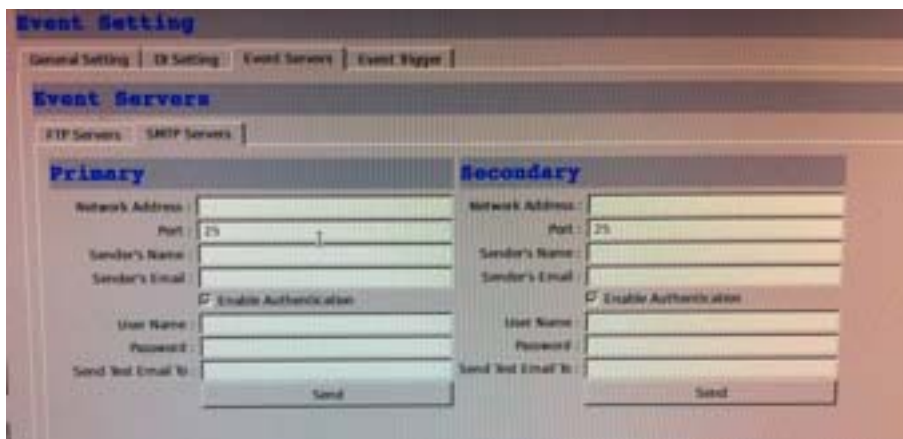 Event Setting
General Setting DI Setting Event Servers Event Trigger
Event Servers
FTP Servers SMTP Servers
Primary
Network Address :
Port : 25
Sender's Name :
Sender's Email :
Enable Authentication
User Name :
Password :
Send Test Email To :
Send
Secondary
Network Address :
Port : 25
Sender's Name :
Sender's Email :
Enable Authentication
User Name :
Password :
Send Test Email To :
Send